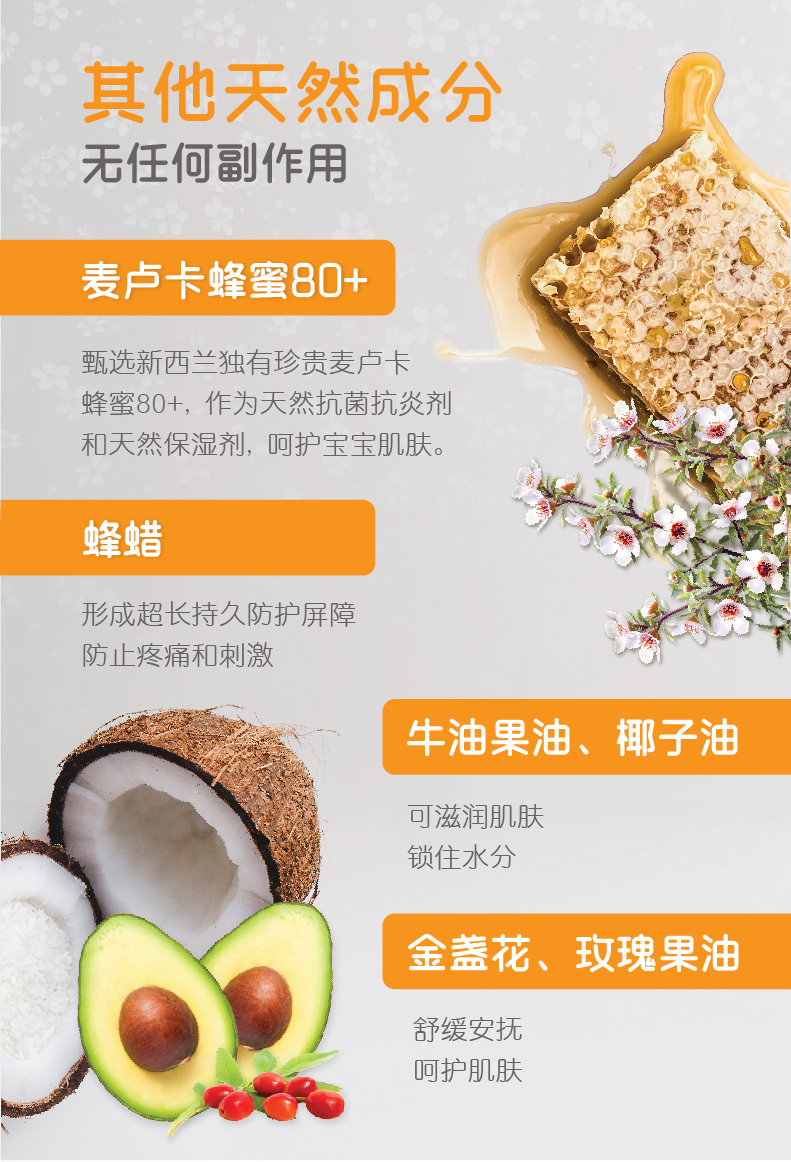 其他天然成分
无任何副作用
麦卢卡蜂蜜80+
甄选新西兰独有珍贵麦卢卡
蜂蜜80+, 作为天然抗菌抗炎剂
和天然保湿剂, 呵护宝宝肌肤。
蜂蜡
形成超长持久防护屏障
防止疼痛和刺激
牛油果油、椰子油
可滋润肌肤
锁住水分
金盏花、玫瑰果油
舒缓安抚
呵护肌肤